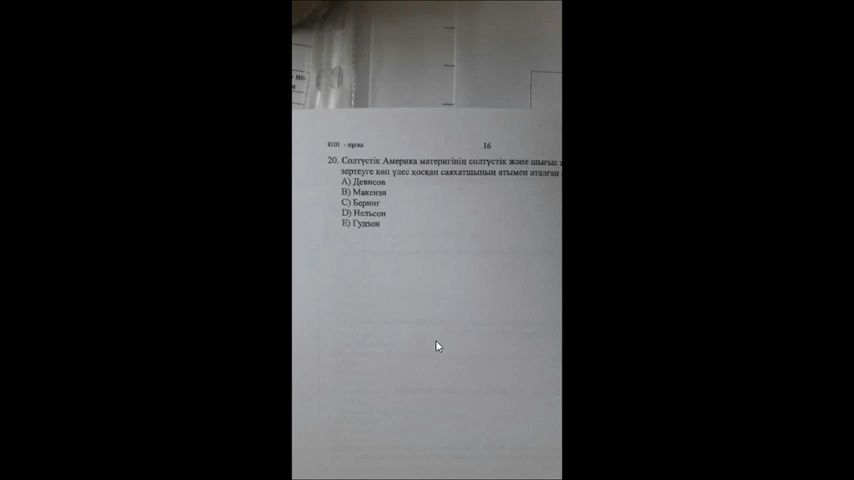 8101 - нұсқа
16
20. Солтүстік Америка материгінің солтүстік және шығыс
зертеуге көп үлес қосқан саяхатшының атымен аталған
A) Девисов
B) Макензи
C) Беринг
D) Нельсон
E) Гудзон